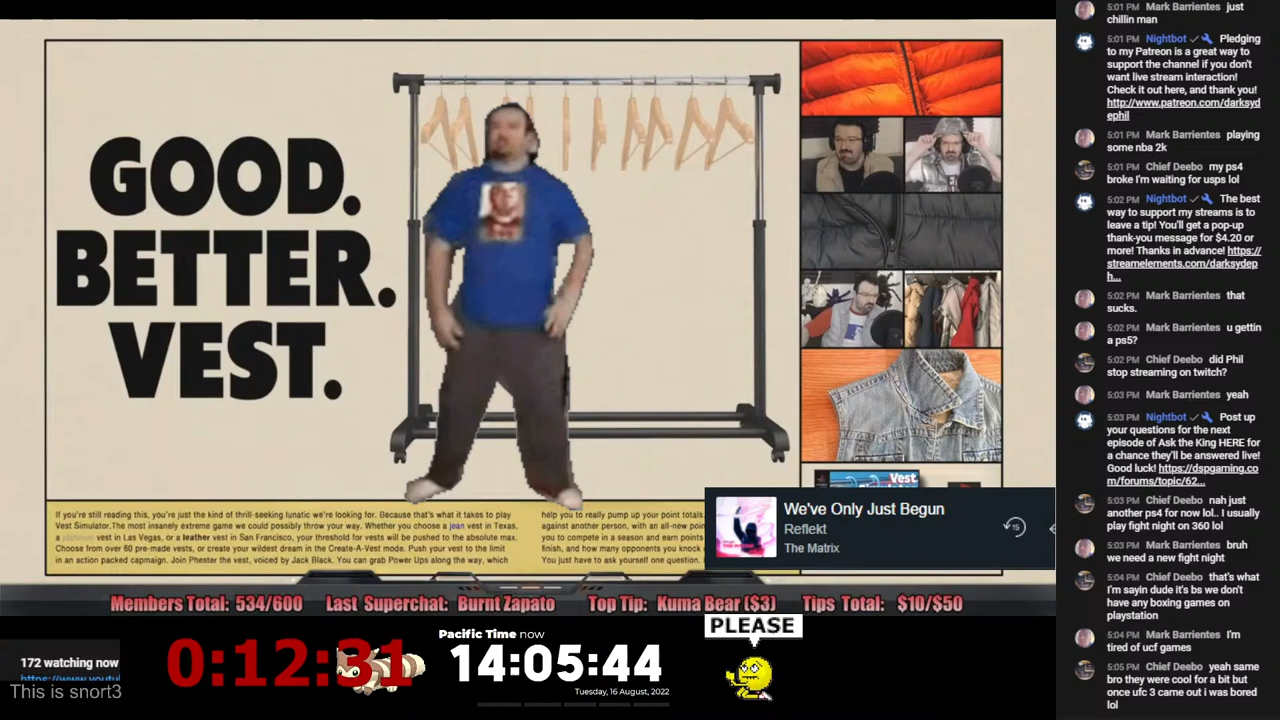 GOOD.
BETTER.
VEST.
If you're still reading this, you're just the kind of thrill-seeking lunatic we're looking for. Because that's what it takes to play
Vest Simulator.The most insanely extreme game we could possibly throw your way. Whether you choose a jean vest in Texas,
a platinum vest in Las Vegas, or a leather vest in San Francisco, your threshold for vests will be pushed to the absolute max.
Choose from over 60 pre-made vests, or create your wildest dream in the Create-A-Vest mode. Push your vest to the limit
in an action packed capmaign. Join Phester the vest, voiced by Jack Black. You can grab Power Ups along the way, which
help you to really pump up your point totals,
against another person, with an all-new poin
you to compete in a season and earn points
finish, and how many opponents you knock
You just have to ask yourself one question.
Vest
We've Only Just Begun
Reflekt
The Matrix
15
Members Total: 534/600 Last Superchat: Burnt Zapato Top Tip: Kuma Bear ($3) Tips Total: $10/$50
172 watching now
https://www.youtul
This is snort3
0:12:31
Pacific Time now
14:05:44
Tuesday, 16 August, 2022
PLEASE
5:01 PM Mark Barrientes just
chillin man
5:01 PM Nightbot Pledging
to my Patreon is a great way to
support the channel if you don't
want live stream interaction!
Check it out here, and thank you!
http://www.patreon.com/darksyd
ephil
5:01 PM Mark Barrientes playing
some nba 2k
5:01 PM Chief Deebo my ps4
broke I'm waiting for usps lol
5:02 PM Nightbot The best
way to support my streams is to
leave a tip! You'll get a pop-up
thank-you message for $4.20 or
more! Thanks in advance! https://
streamelements.com/darksydep
h...
5:02 PM Mark Barrientes that
sucks.
5:02 PM Mark Barrientes u gettin
a ps5?
5:02 PM Chief Deebo did Phil
stop streaming on twitch?
5:03 PM Mark Barrientes yeah
5:03 PM Nightbot Post up
your questions for the next
episode of Ask the King HERE for
a chance they'll be answered live!
Good luck! https://dspgaming.co
m/forums/topic/62...
5:03 PM Chief Deebo nah just
another ps4 for now lol.. I usually
play fight night on 360 lol
5:03 PM Mark Barrientes bruh
we need a new fight night
5:04 PM Chief Deebo that's what
I'm sayin dude it's bs we don't
have any boxing games on
playstation
5:04 PM Mark Barrientes I'm
tired of ucf games
5:05 PM Chief Deebo yeah same
bro they were cool for a bit but
once ufc 3 came out i was bored
lol